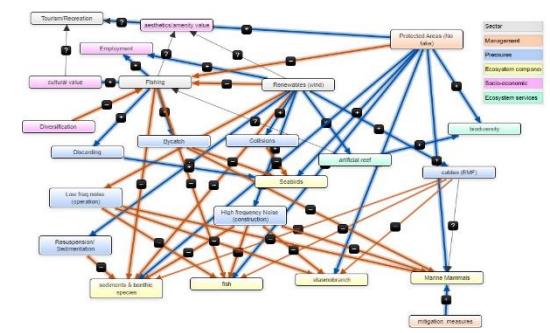 Tourism/Recreation
aesthetics/amenity value
Sector
Protected Areas (No
take)
Management
Employment
Pressures
Ecosystem compone
cultural value
Fishing
Renewables (wind)
Socio-economic
Ecosystem services
Diversification
biodiversity
Bycatch
Collisions
Discarding
artificial reef
cables (EMF)
Seabirds
Low freq noise
(operation)
High frequency Noise
(construction)
Resuspension/
Sedimentation
sediments & benthic
species
fish
elasmobranch
Marine Mammals
mitigation measures